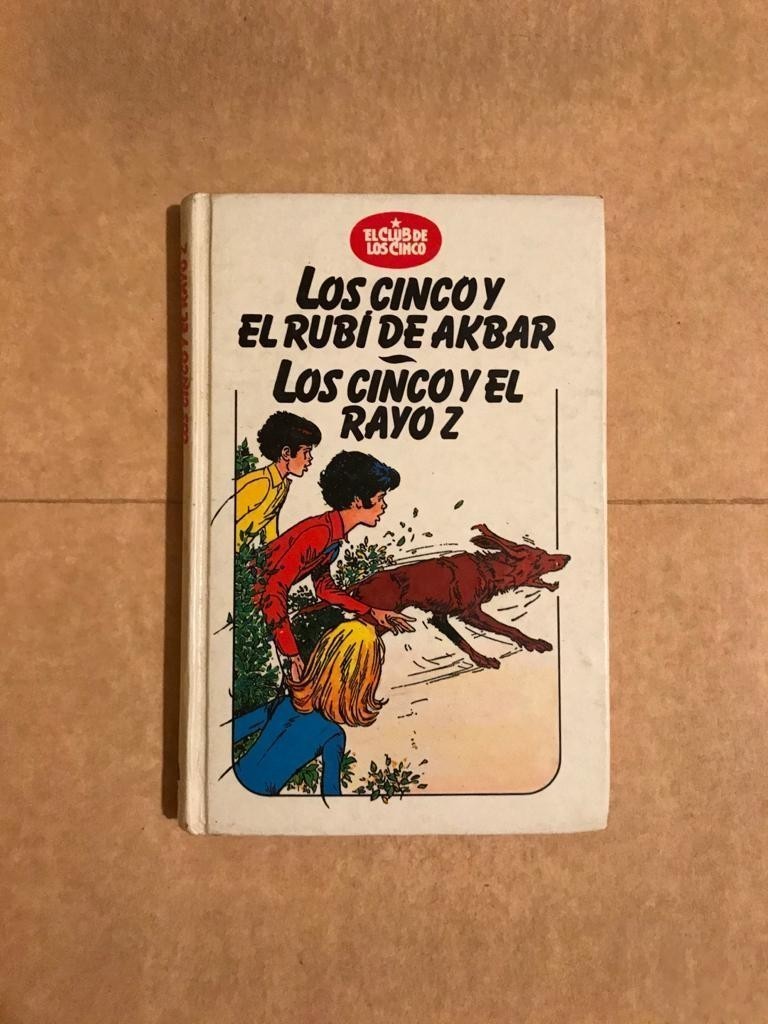 EL CLUB DE
LOS CINCO
LOS CINCO Y
EL RUBÍ DE AKBAR
LOS CINCO Y EL
RAYO Z
LOS CINCO Y EL RAYO Z